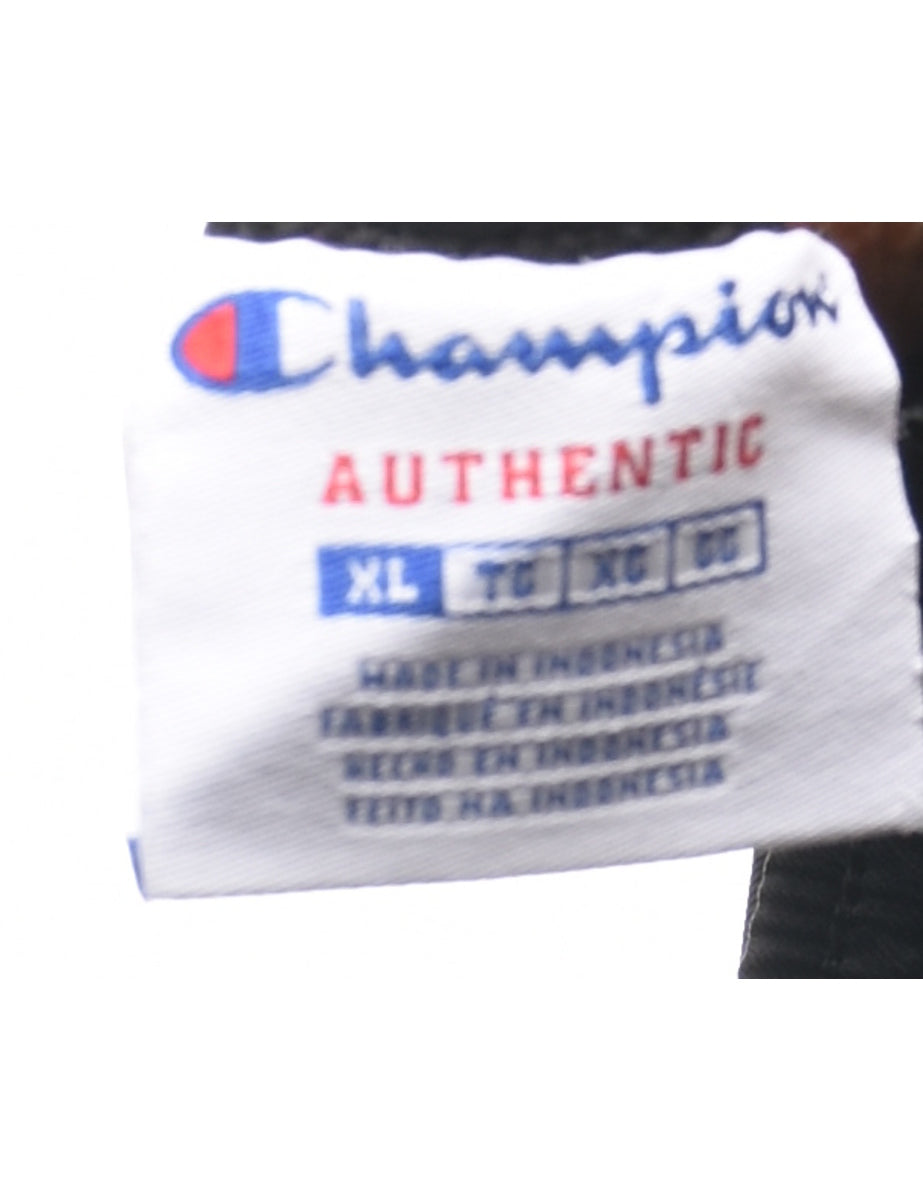 Champion
AUTHENTIC
XL TG XG GG
MADE IN INDONESIA
FABRIQUÉ EN INDONÉSIE
HECHO EN INDONESIA
FEITO NA INDONESIA